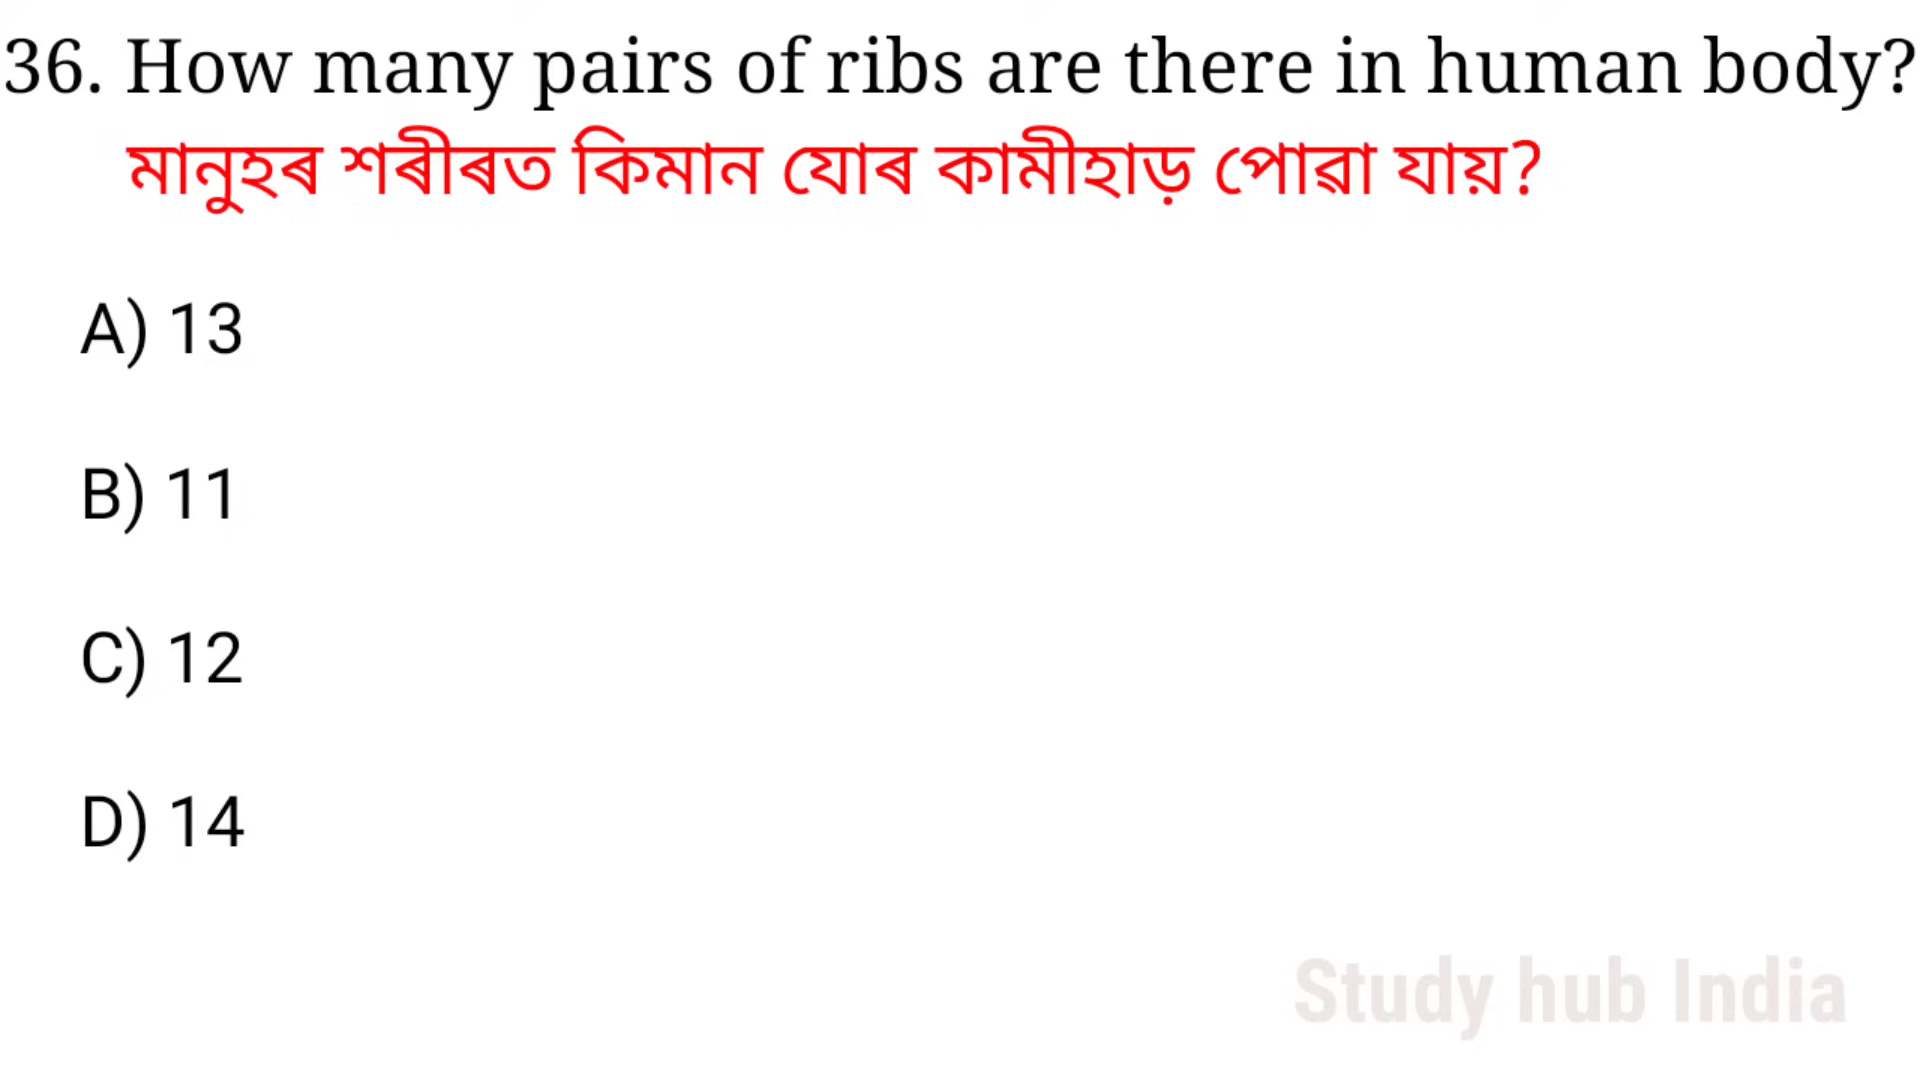 36. How many pairs of ribs are there in human body?
মানুহৰ শৰীৰত কিমান যোৰ কামীহাড় পোৱা যায়?
A) 13
B) 11
C) 12
D) 14
Study hub India